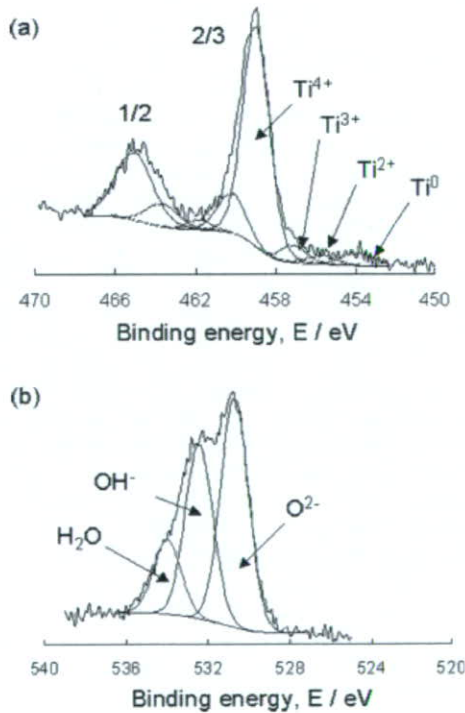 (a)
2/3
1/2
Ti⁴⁺
Ti³⁺
Ti²⁺
Ti⁰
470 466 462 458 454 450
Binding energy, E / eV
(b)
OH⁻
H₂O
O²⁻
540 536 532 528 524 520
Binding energy, E / eV